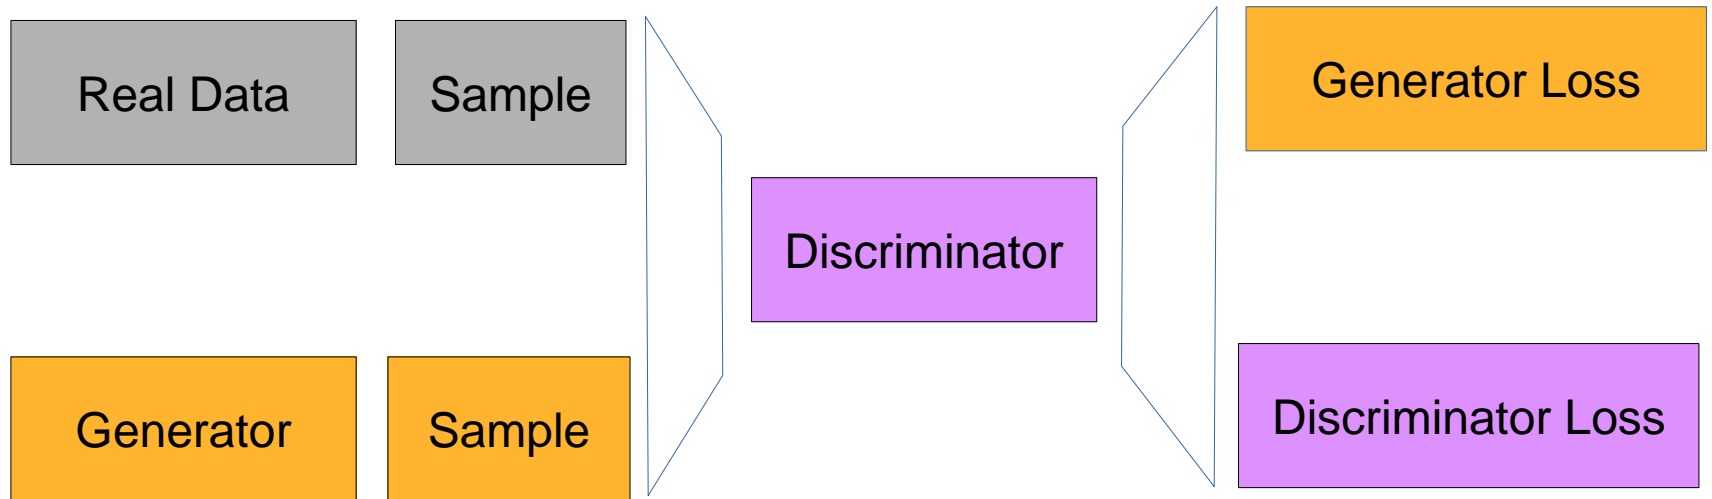 Real Data
Sample
Generator Loss
Discriminator
Generator
Sample
Discriminator Loss